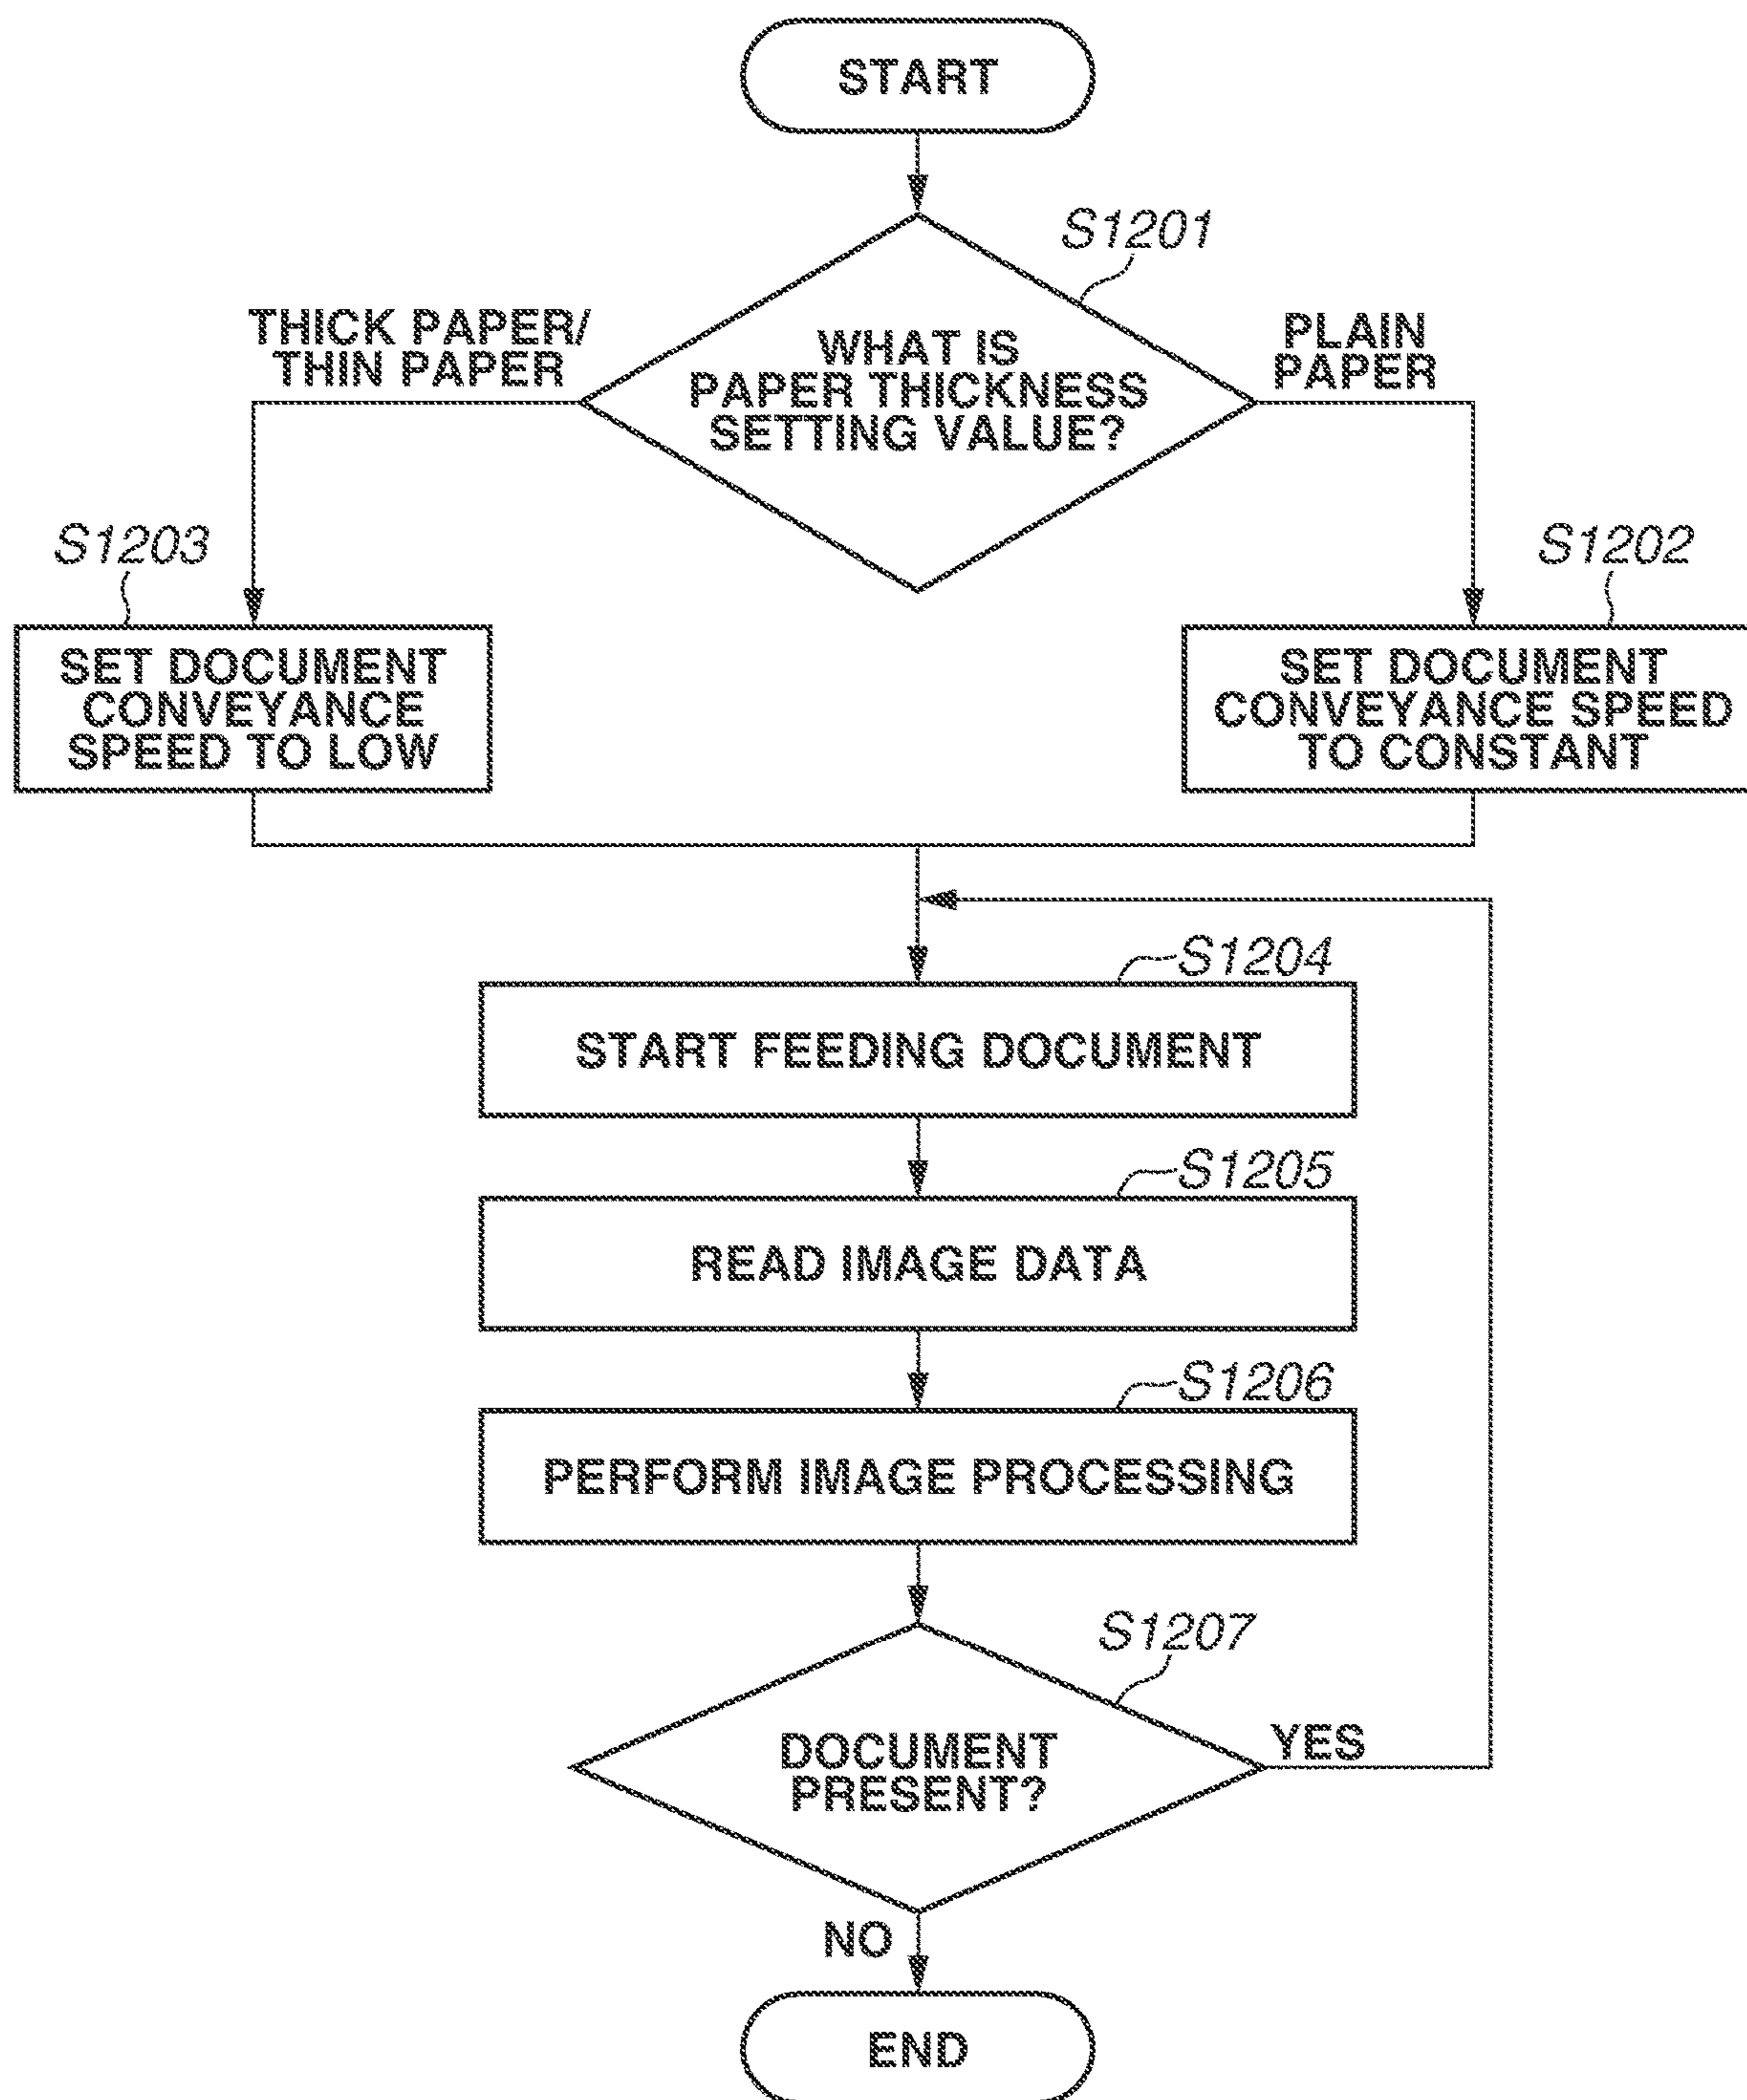 START
S1201
WHAT IS
PAPER THICKNESS
SETTING VALUE?
THICK PAPER/
THIN PAPER
PLAIN
PAPER
S1203
SET DOCUMENT
CONVEYANCE
SPEED TO LOW
S1202
SET DOCUMENT
CONVEYANCE SPEED
TO CONSTANT
S1204
START FEEDING DOCUMENT
S1205
READ IMAGE DATA
S1206
PERFORM IMAGE PROCESSING
S1207
DOCUMENT
PRESENT?
YES
NO
END